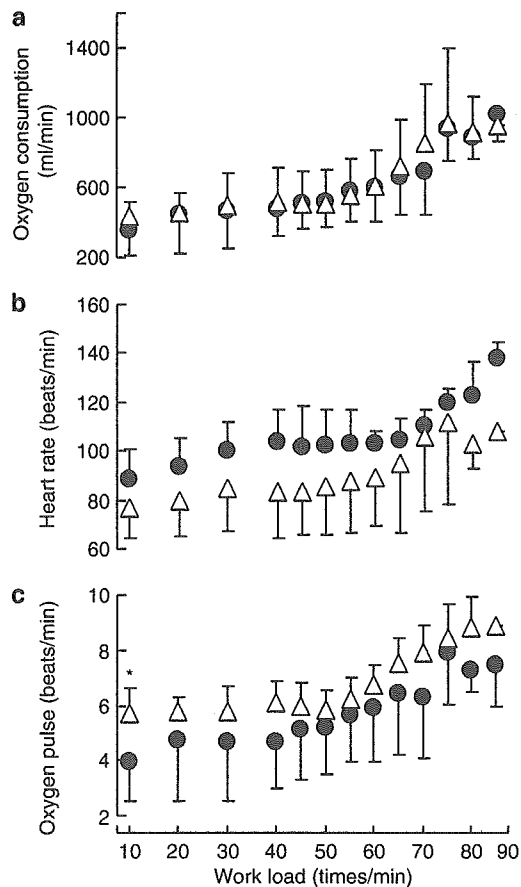 a
Oxygen consumption
(ml/min)
1400
1000
600
200
b
Heart rate (beats/min)
160
140
120
100
80
60
c
Oxygen pulse (beats/min)
10
8
6
4
2
*
10 20 30 40 50 60 70 80 90
Work load (times/min)